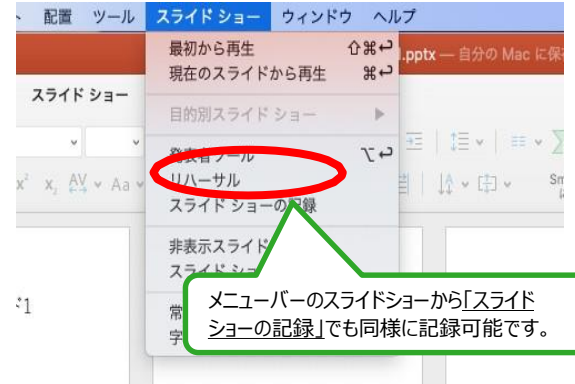 配置 ツール スライド ショー ウィンドウ ヘルプ
.pptx — 自分の Mac に保
スライド ショー
最初から再生 ⇧⌘↩
現在のスライドから再生 ⌘↩
目的別スライド ショー ▶
発表者ツール ⌥↩
リハーサル
スライド ショーの記録
非表示スライド
スライド ショ
常
字
x² x₂ AV Aa
Sm
ド1
メニューバーのスライドショーから「スライド
ショーの記録」でも同様に記録可能です。